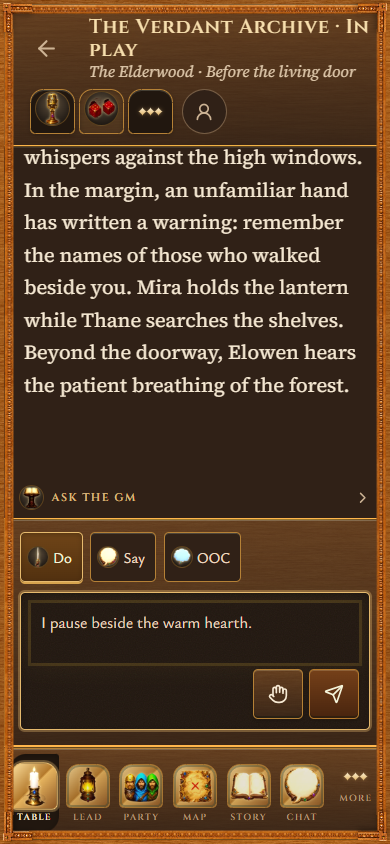 The Verdant Archive · In
Play
The Elderwood · Before the living door
whispers against the high windows.
In the margin, an unfamiliar hand
has written a warning: remember
the names of those who walked
beside you. Mira holds the lantern
while Thane searches the shelves.
Beyond the doorway, Elowen hears
the patient breathing of the forest.
ASK THE GM
Do
Say
OOC
I pause beside the warm hearth.
TABLE
LEAD
PARTY
MAP
STORY
CHAT
MORE